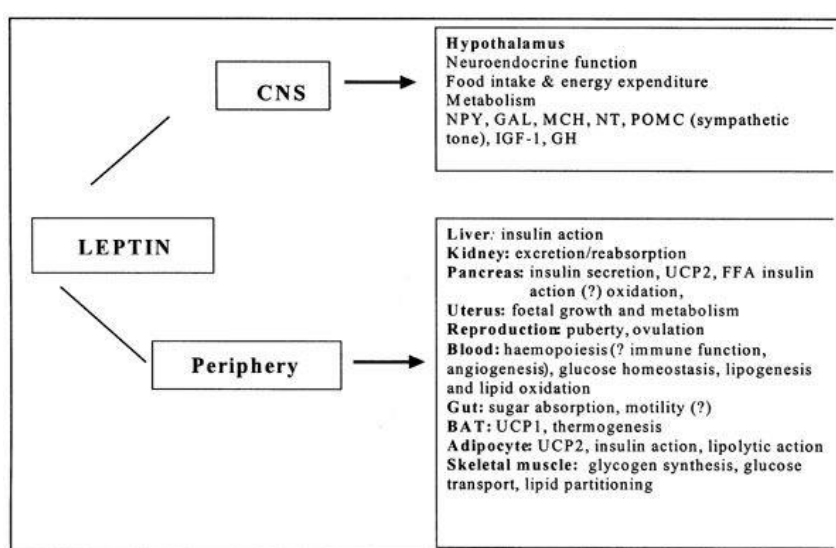 CNS
Hypothalamus
Neuroendocrine function
Food intake & energy expenditure
Metabolism
NPY, GAL, MCH, NT, POMC (sympathetic
tone), IGF-1, GH
LEPTIN
Periphery
Liver: insulin action
Kidney: excretion/reabsorption
Pancreas: insulin secretion, UCP2, FFA insulin
action (?) oxidation,
Uterus: foetal growth and metabolism
Reproduction: puberty, ovulation
Blood: haemopoiesis (? immune function,
angiogenesis), glucose homeostasis, lipogenesis
and lipid oxidation
Gut: sugar absorption, motility (?)
BAT: UCP1, thermogenesis
Adipocyte: UCP2, insulin action, lipolytic action
Skeletal muscle: glycogen synthesis, glucose
transport, lipid partitioning